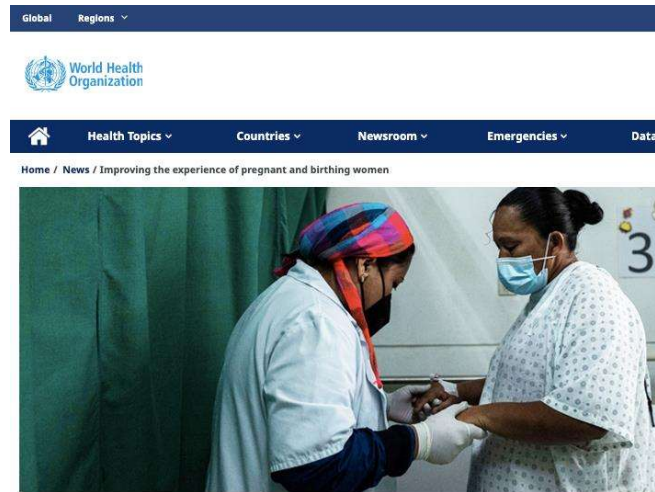 Global Regions
World Health
Organization
Health Topics Countries Newsroom Emergencies Data
Home / News / Improving the experience of pregnant and birthing women
3